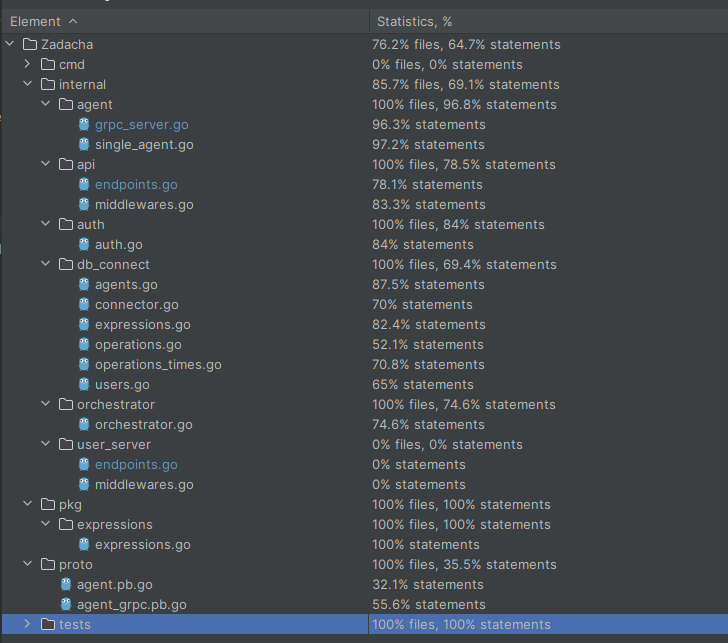 Element Statistics, %
Zadacha 76.2% files, 64.7% statements
cmd 0% files, 0% statements
internal 85.7% files, 69.1% statements
agent 100% files, 96.8% statements
grpc_server.go 96.3% statements
single_agent.go 97.2% statements
api 100% files, 78.5% statements
endpoints.go 78.1% statements
middlewares.go 83.3% statements
auth 100% files, 84% statements
auth.go 84% statements
db_connect 100% files, 69.4% statements
agents.go 87.5% statements
connector.go 70% statements
expressions.go 82.4% statements
operations.go 52.1% statements
operations_times.go 70.8% statements
users.go 65% statements
orchestrator 100% files, 74.6% statements
orchestrator.go 74.6% statements
user_server 0% files, 0% statements
endpoints.go 0% statements
middlewares.go 0% statements
pkg 100% files, 100% statements
expressions 100% files, 100% statements
expressions.go 100% statements
proto 100% files, 35.5% statements
agent.pb.go 32.1% statements
agent_grpc.pb.go 55.6% statements
tests 100% files, 100% statements